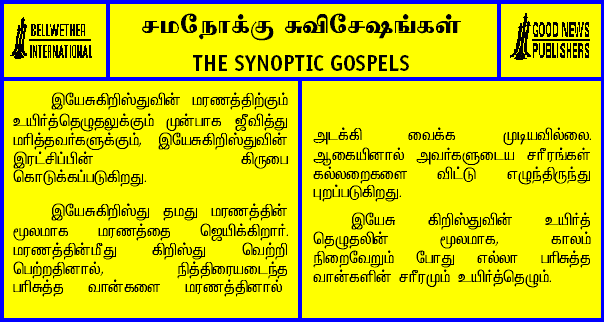 BELLWETHER
INTERNATIONAL
சமநோக்கு சுவிசேஷங்கள்
THE SYNOPTIC GOSPELS
GOOD NEWS
PUBLISHERS
இயேசுகிறிஸ்துவின் மரணத்திற்கும்
உயிர்த்தெழுதலுக்கும் முன்பாக ஜீவித்து
மரித்தவர்களுக்கும், இயேசுகிறிஸ்துவின்
இரட்சிப்பின் கிருபை
கொடுக்கப்படுகிறது.
இயேசுகிறிஸ்து தமது மரணத்தின்
மூலமாக மரணத்தை ஜெயிக்கிறார்.
மரணத்தின்மீது கிறிஸ்து வெற்றி
பெற்றதினால், நித்திரையடைந்த
பரிசுத்த வான்களை மரணத்தினால்
அடக்கி வைக்க முடியவில்லை.
ஆகையினால் அவர்களுடைய சரீரங்கள்
கல்லறைகளை விட்டு எழுந்திருந்து
புறப்படுகிறது.
இயேசு கிறிஸ்துவின் உயிர்த்
தெழுதலின் மூலமாக, காலம்
நிறைவேறும் போது எல்லா பரிசுத்த
வான்களின் சரீரமும் உயிர்த்தெழும்.